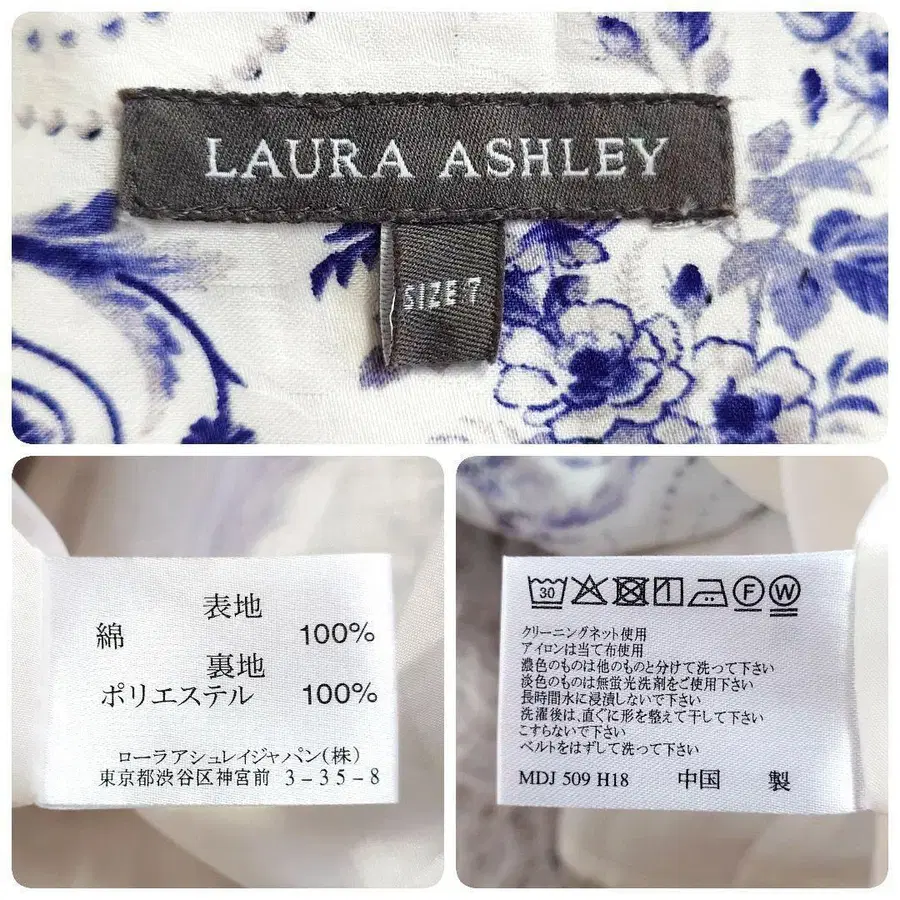 LAURA ASHLEY
SIZE 7
表地
綿 100%
裏地
ポリエステル 100%
ローラアシュレイジャパン(株)
東京都渋谷区神宮前 3-35-8
30 F W
クリーニングネット使用
アイロンは当て布使用
濃色のものは他のものと分けて洗って下さい
淡色のものは無蛍光洗剤をご使用下さい
長時間水に浸漬しないで下さい
洗濯後は、直ぐに形を整えて干して下さい
こすらないで下さい
ベルトをはずして洗って下さい
MDJ 509 H18 中国 製